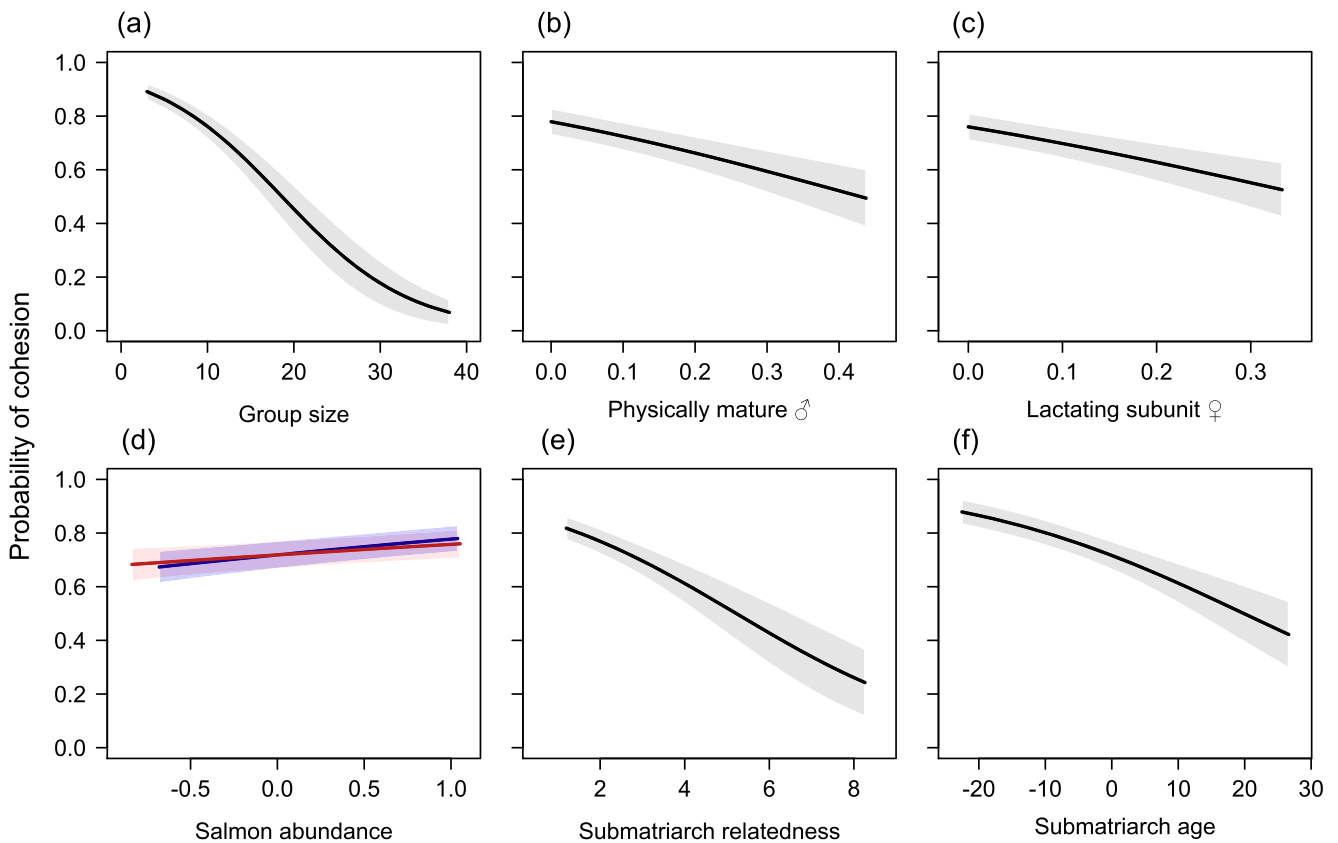 (a) (b) (c)
1.0
0.8
0.6
0.4
0.2
0.0
0 10 20 30 40
0.0 0.1 0.2 0.3 0.4
0.0 0.1 0.2 0.3
Group size
Physically mature ♂
Lactating subunit ♀
Probability of cohesion
(d) (e) (f)
1.0
0.8
0.6
0.4
0.2
0.0
-0.5 0.0 0.5 1.0
2 4 6 8
-20 -10 0 10 20 30
Salmon abundance
Submatriarch relatedness
Submatriarch age